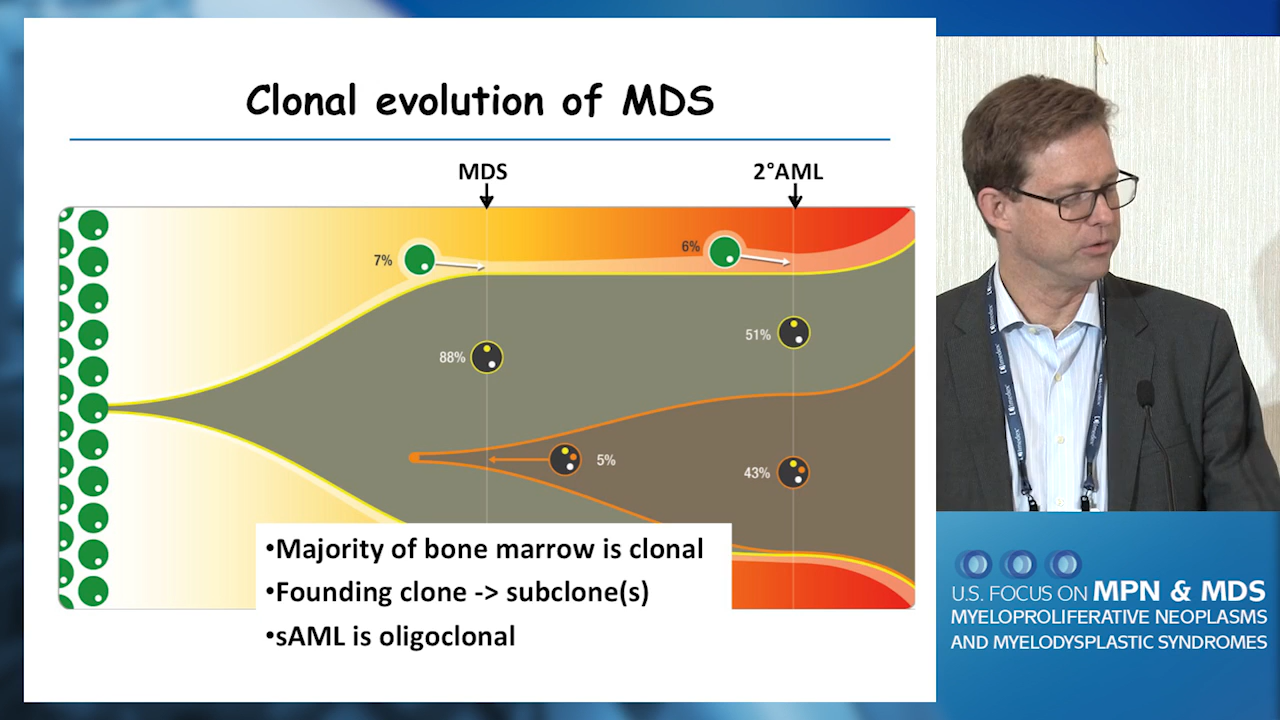 Clonal evolution of MDS
MDS
2°AML
7%
6%
88%
51%
5%
43%
•Majority of bone marrow is clonal
•Founding clone -> subclone(s)
•sAML is oligoclonal
U.S. FOCUS ON MPN & MDS
MYELOPROLIFERATIVE NEOPLASMS
AND MYELODYSPLASTIC SYNDROMES